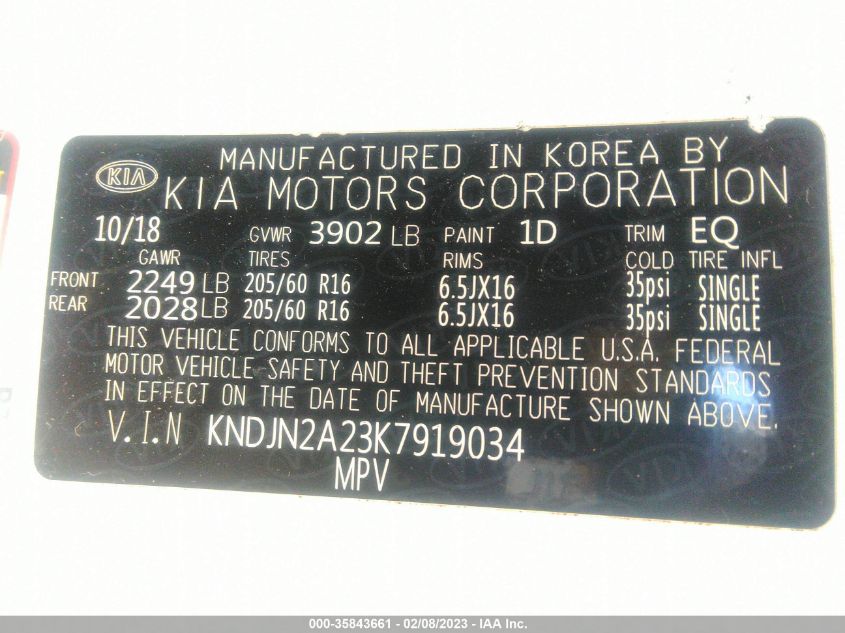 MANUFACTURED IN KOREA BY
KIA KIA MOTORS CORPORATION
10/18 GVWR 3902 LB PAINT 1D TRIM EQ
GAWR TIRES RIMS COLD TIRE INFL
FRONT 2249 LB 205/60 R16 6.5JX16 35psi SINGLE
REAR 2028 LB 205/60 R16 6.5JX16 35psi SINGLE
THIS VEHICLE CONFORMS TO ALL APPLICABLE U.S.A. FEDERAL
MOTOR VEHICLE SAFETY AND THEFT PREVENTION STANDARDS
IN EFFECT ON THE DATE OF MANUFACTURE SHOWN ABOVE.
V.I.N KNDJN2A23K7919034
MPV
000-35843661 - 02/08/2023 - IAA Inc.